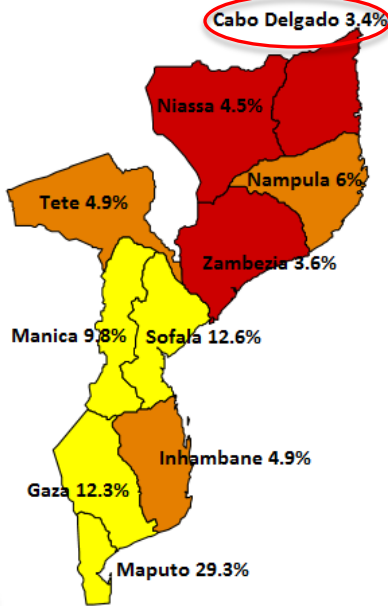 Cabo Delgado 3.4%
Niassa 4.5%
Nampula 6%
Tete 4.9%
Zambezia 3.6%
Manica 9.8%
Sofala 12.6%
Inhambane 4.9%
Gaza 12.3%
Maputo 29.3%